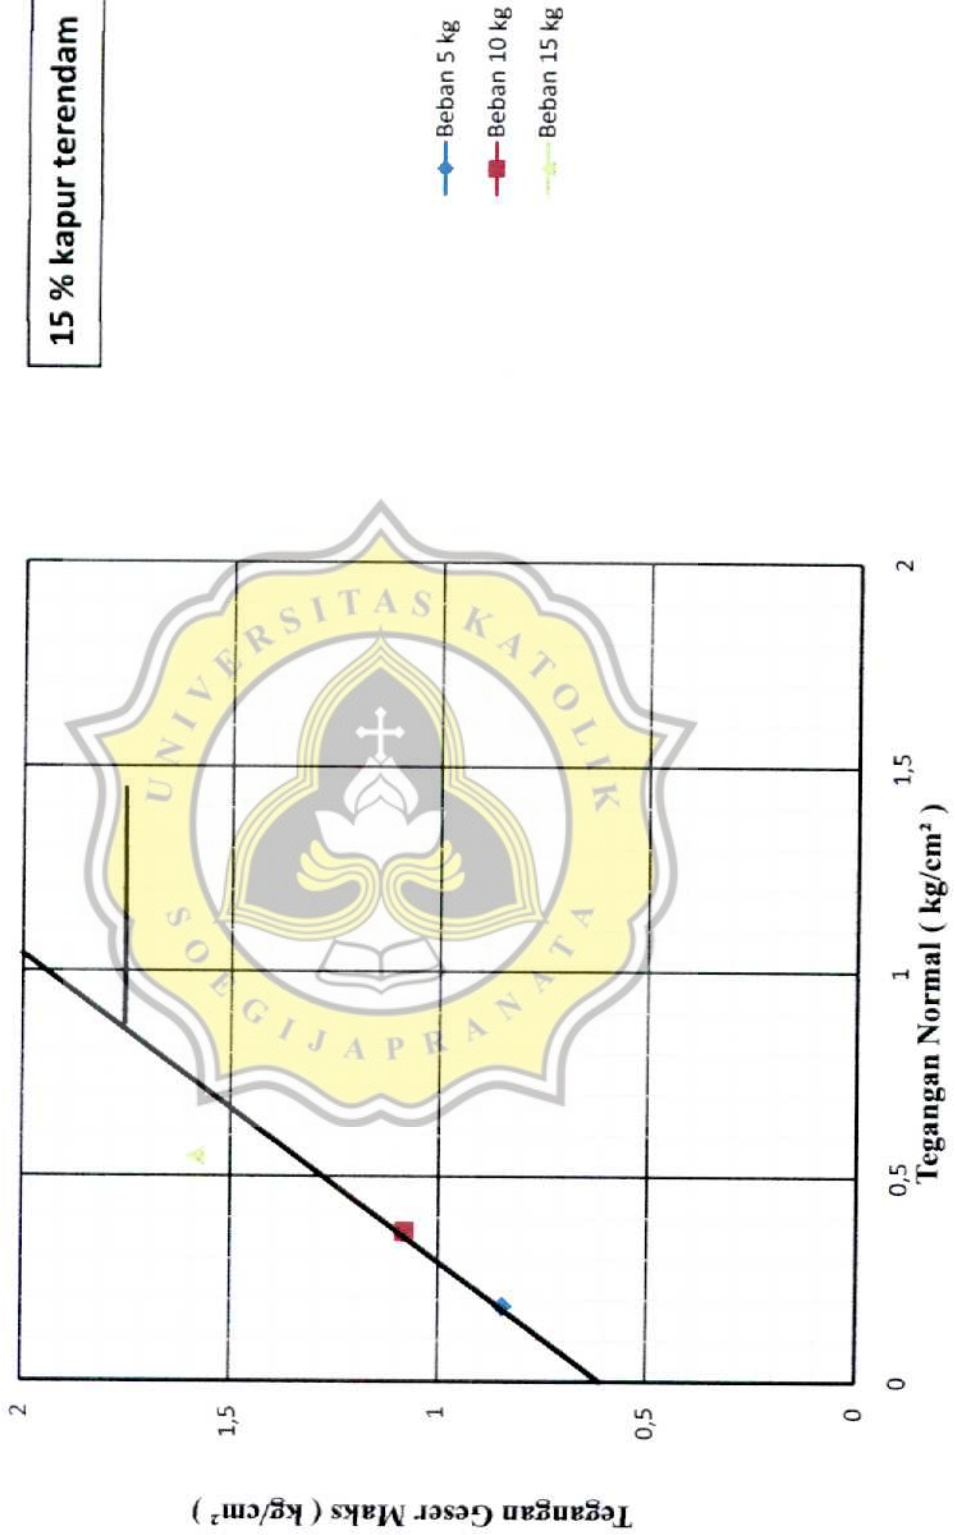 15 % kapur terendam
Tegangan Geser Maks ( kg/cm² )
2
1,5
1
0,5
0
0
0,5
1
1,5
2
Tegangan Normal ( kg/cm² )
Beban 5 kg
Beban 10 kg
Beban 15 kg
UNIVERSITAS KATOLIK
SOEGIJAPRANATA